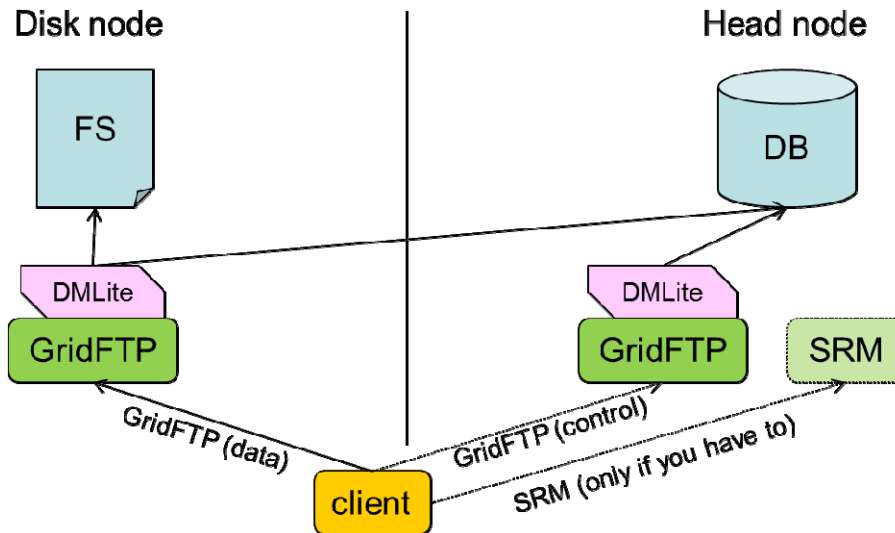 Disk node
Head node
FS
DB
DMLite
DMLite
GridFTP
GridFTP
SRM
GridFTP (data)
GridFTP (control)
SRM (only if you have to)
client